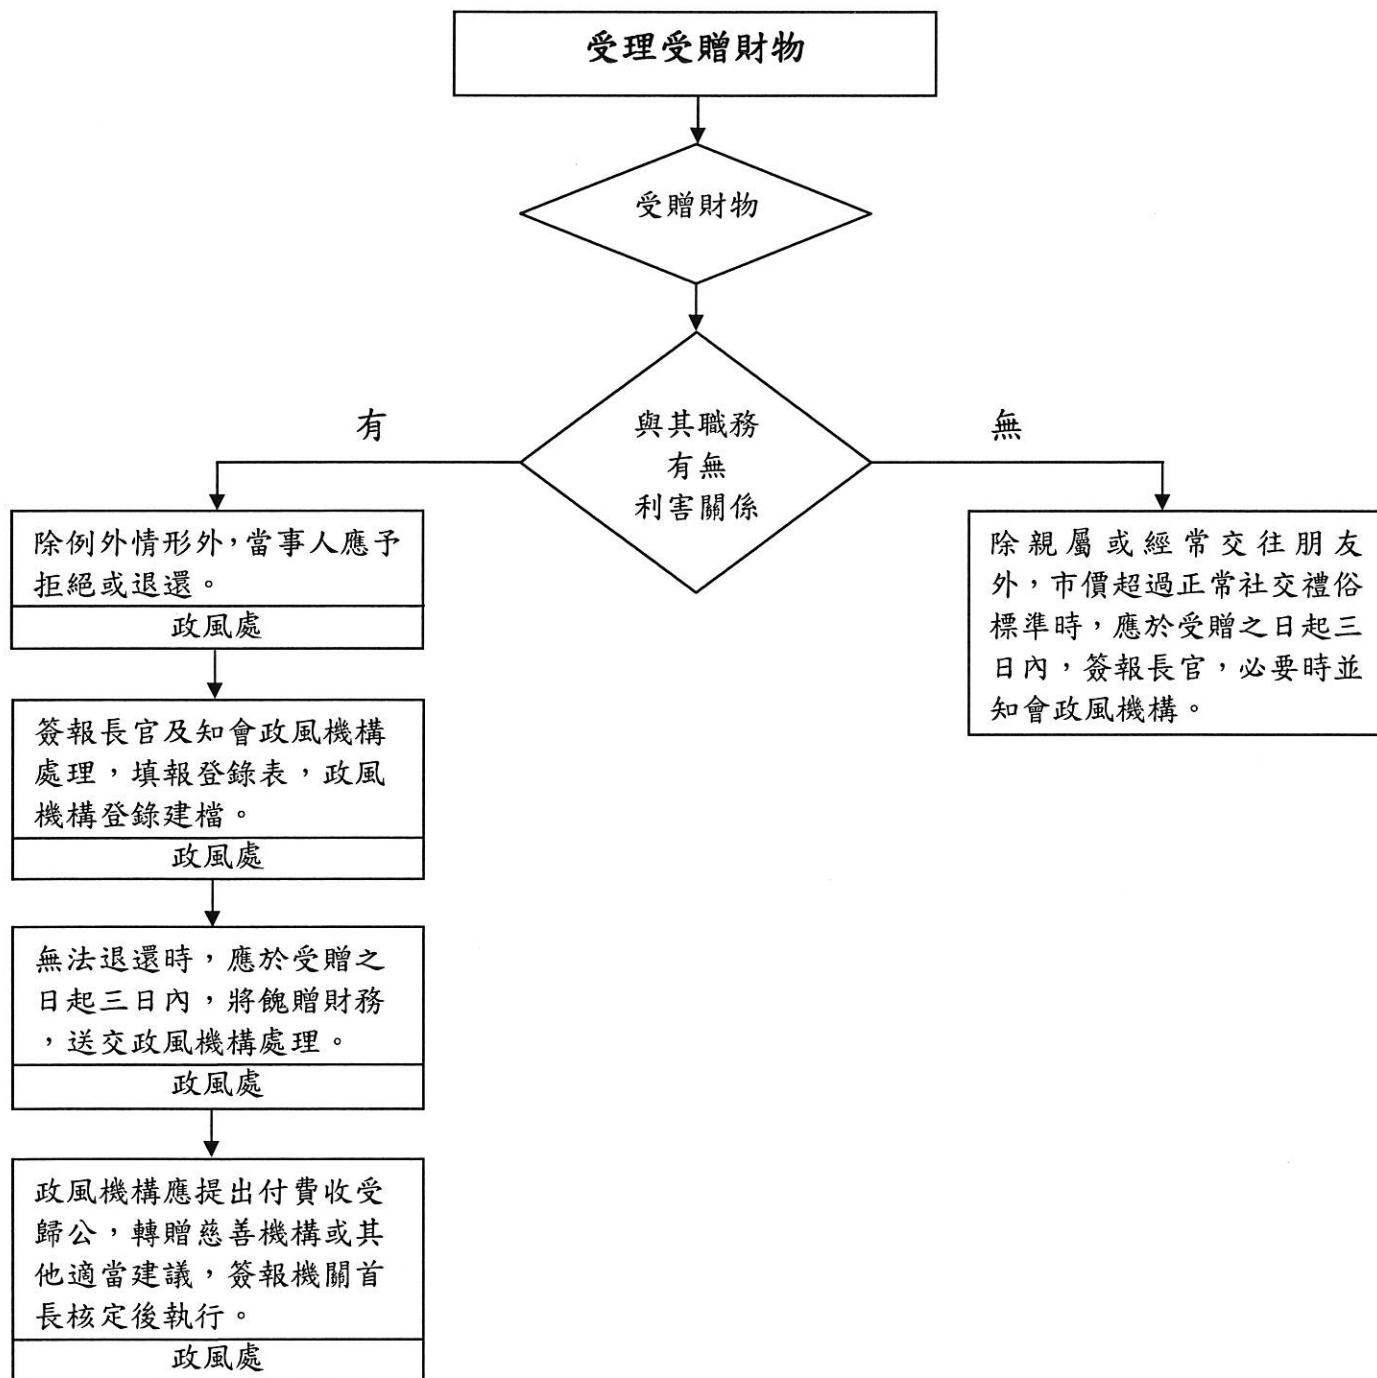 受理受贈財物
受贈財物
與其職務
有無
利害關係
有
無
除例外情形外,當事人應予
拒絕或退還。
政風處
簽報長官及知會政風機構
處理,填報登錄表,政風
機構登錄建檔。
政風處
無法退還時,應於受贈之
日起三日內,將餽贈財務
,送交政風機構處理。
政風處
政風機構應提出付費收受
歸公,轉贈慈善機構或其
他適當建議,簽報機關首
長核定後執行。
政風處
除親屬或經常交往朋友
外,市價超過正常社交禮俗
標準時,應於受贈之日起三
日內,簽報長官,必要時並
知會政風機構。